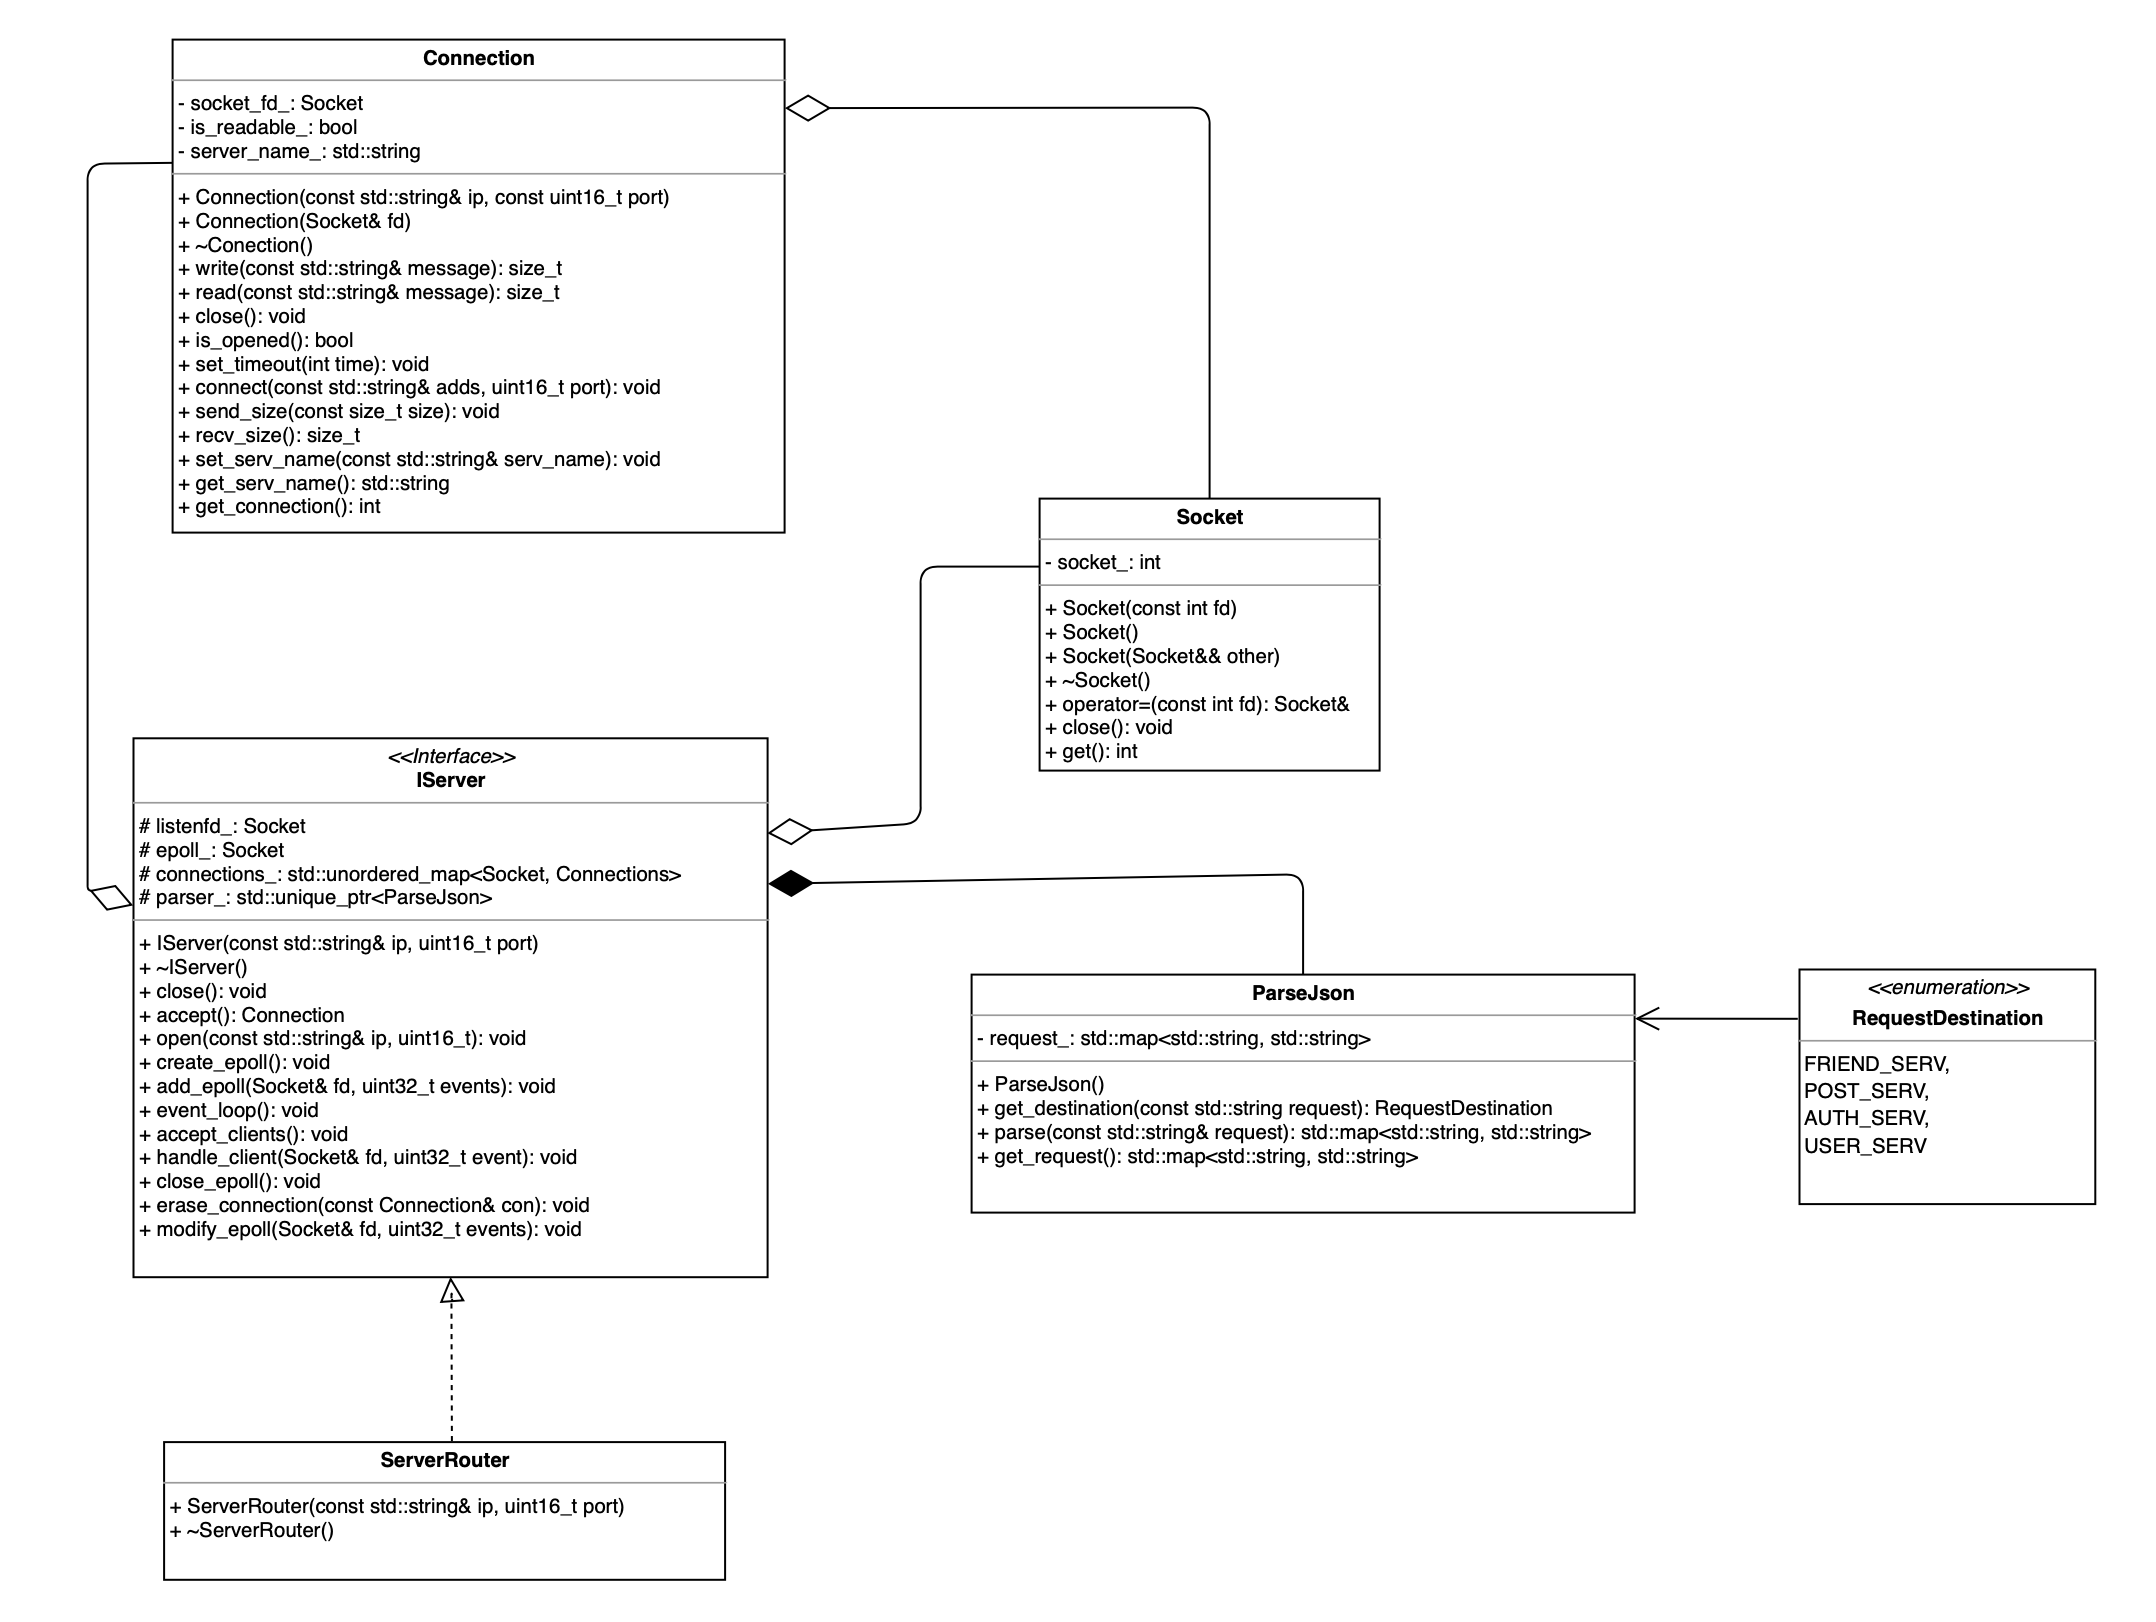 Connection
- socket_fd_: Socket
- is_readable_: bool
- server_name_: std::string
+ Connection(const std::string& ip, const uint16_t port)
+ Connection(Socket& fd)
+ ~Conection()
+ write(const std::string& message): size_t
+ read(const std::string& message): size_t
+ close(): void
+ is_opened(): bool
+ set_timeout(int time): void
+ connect(const std::string& adds, uint16_t port): void
+ send_size(const size_t size): void
+ recv_size(): size_t
+ set_serv_name(const std::string& serv_name): void
+ get_serv_name(): std::string
+ get_connection(): int
Socket
- socket_: int
+ Socket(const int fd)
+ Socket()
+ Socket(Socket&& other)
+ ~Socket()
+ operator=(const int fd): Socket&
+ close(): void
+ get(): int
<<Interface>>
IServer
# listenfd_: Socket
# epoll_: Socket
# connections_: std::unordered_map<Socket, Connections>
# parser_: std::unique_ptr<ParseJson>
+ IServer(const std::string& ip, uint16_t port)
+ ~IServer()
+ close(): void
+ accept(): Connection
+ open(const std::string& ip, uint16_t): void
+ create_epoll(): void
+ add_epoll(Socket& fd, uint32_t events): void
+ event_loop(): void
+ accept_clients(): void
+ handle_client(Socket& fd, uint32_t event): void
+ close_epoll(): void
+ erase_connection(const Connection& con): void
+ modify_epoll(Socket& fd, uint32_t events): void
ParseJson
- request_: std::map<std::string, std::string>
+ ParseJson()
+ get_destination(const std::string request): RequestDestination
+ parse(const std::string& request): std::map<std::string, std::string>
+ get_request(): std::map<std::string, std::string>
<<enumeration>>
RequestDestination
FRIEND_SERV,
POST_SERV,
AUTH_SERV,
USER_SERV
ServerRouter
+ ServerRouter(const std::string& ip, uint16_t port)
+ ~ServerRouter()